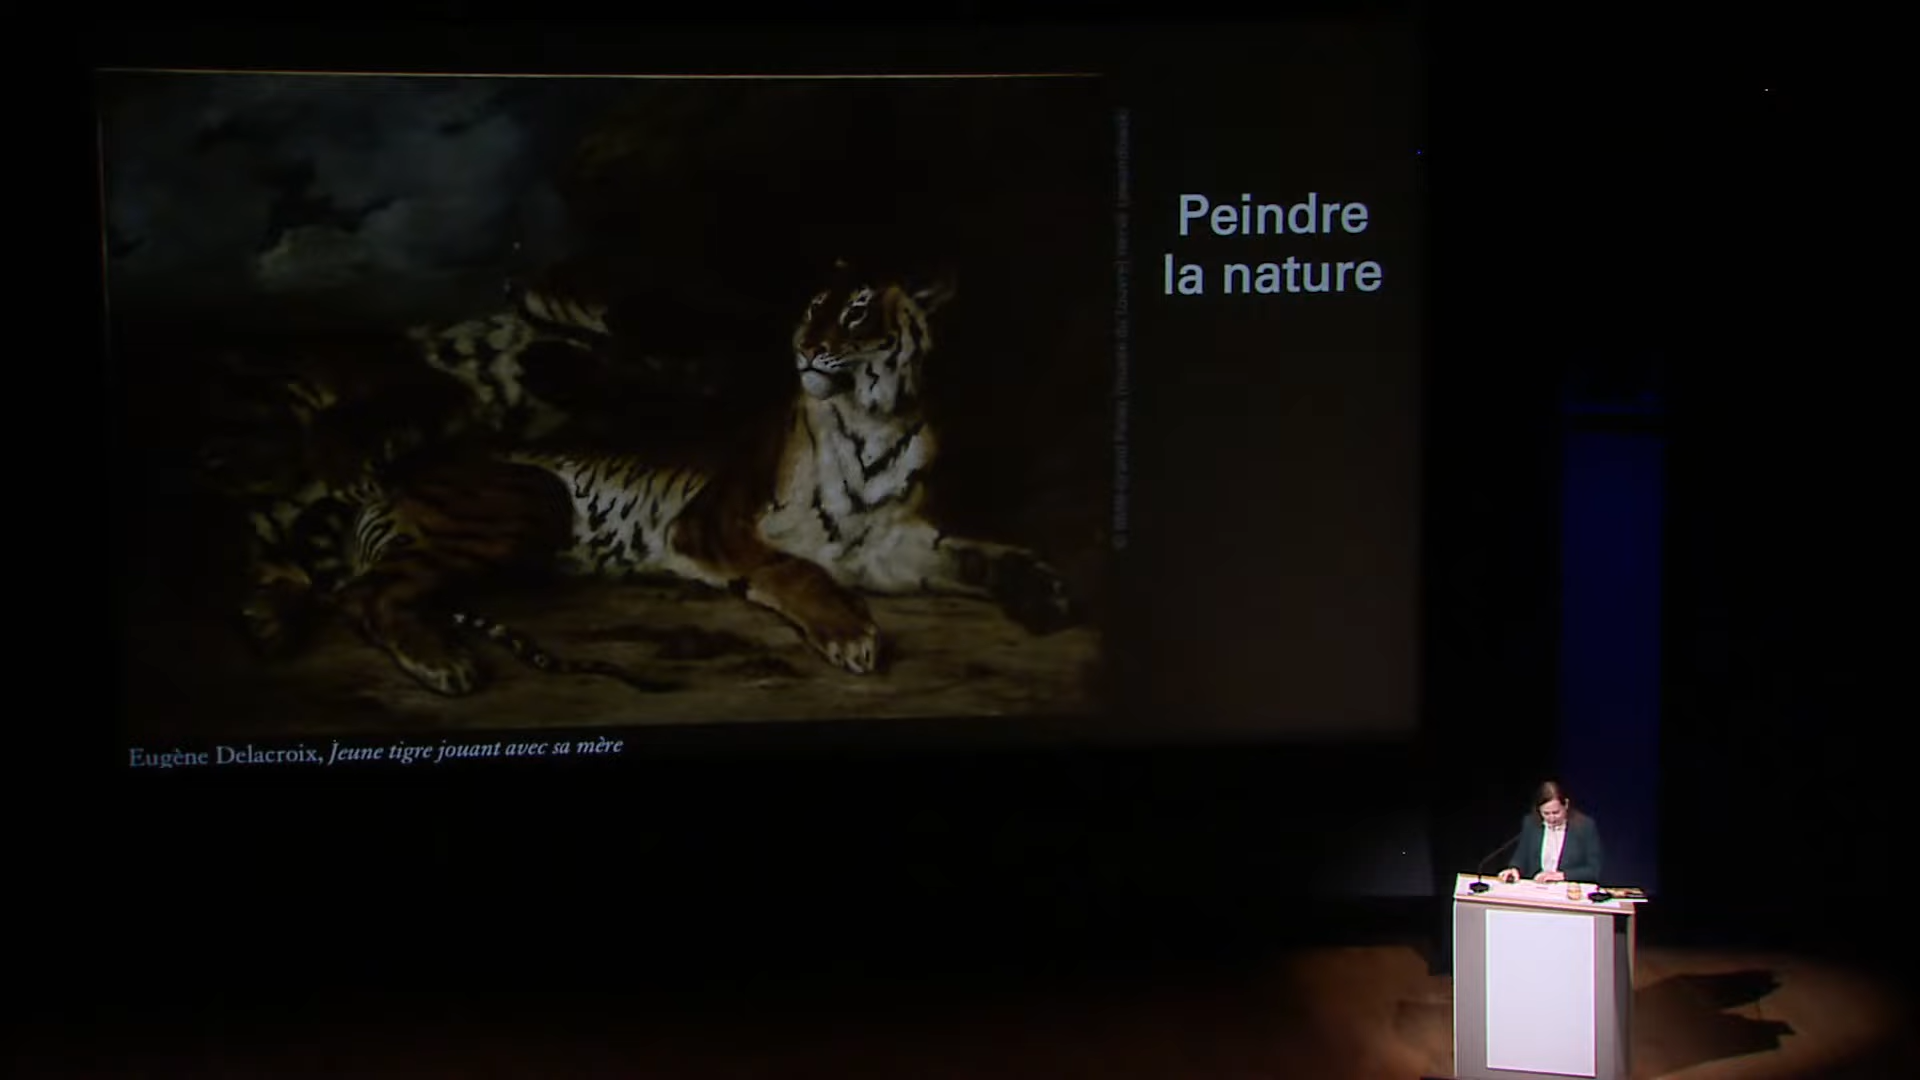 Peindre
la nature
Eugène Delacroix, Jeune tigre jouant avec sa mère